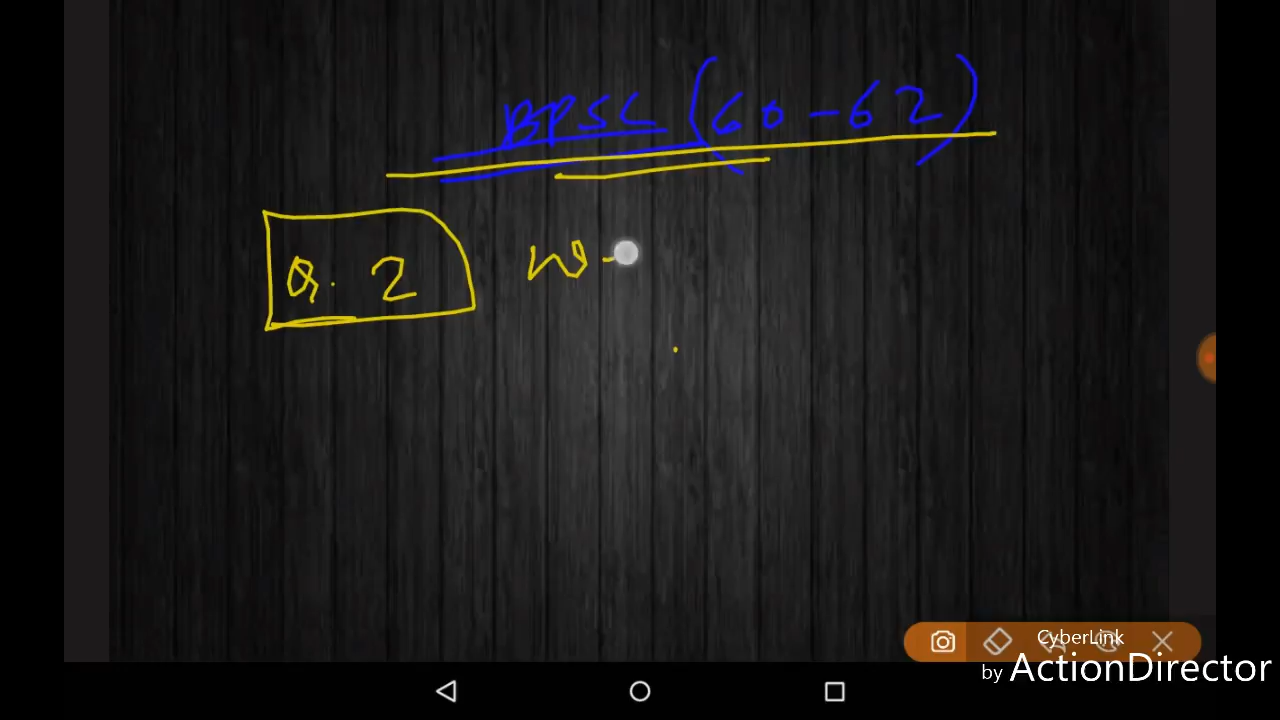 BPSC (60-62)
Q. 2 W-
CyberLink
by ActionDirector